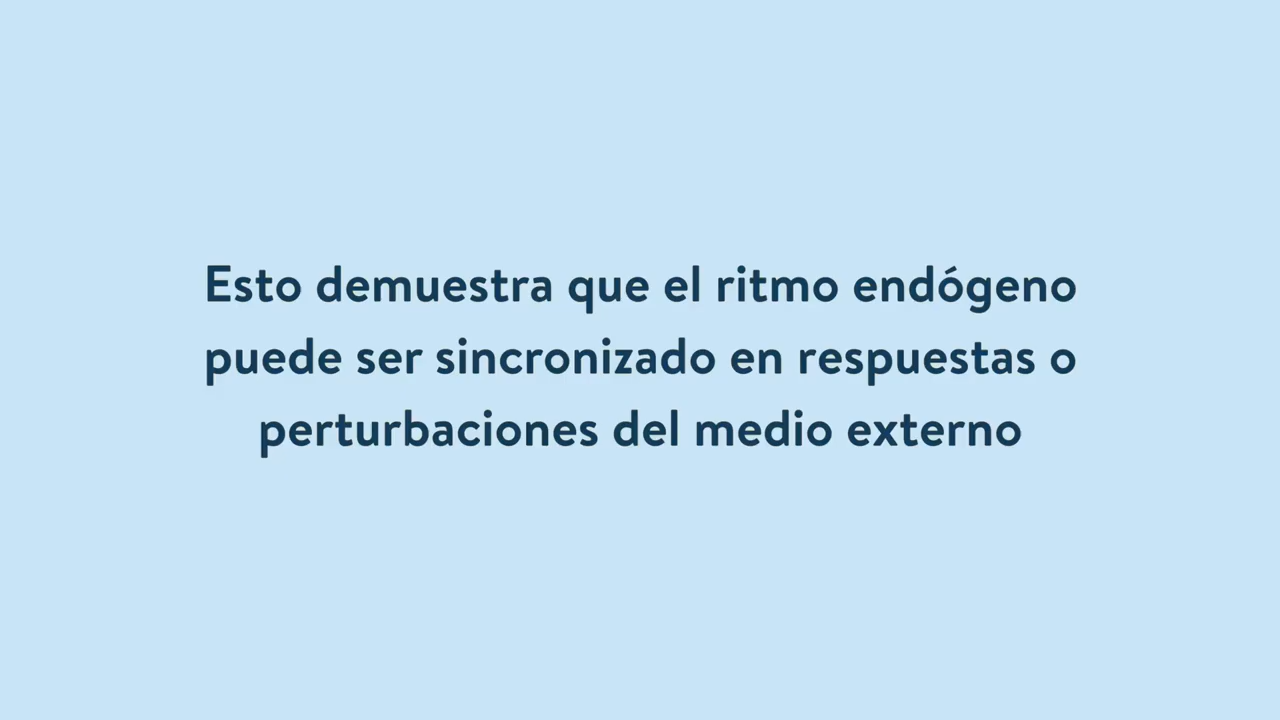 Esto demuestra que el ritmo endógeno
puede ser sincronizado en respuestas o
perturbaciones del medio externo